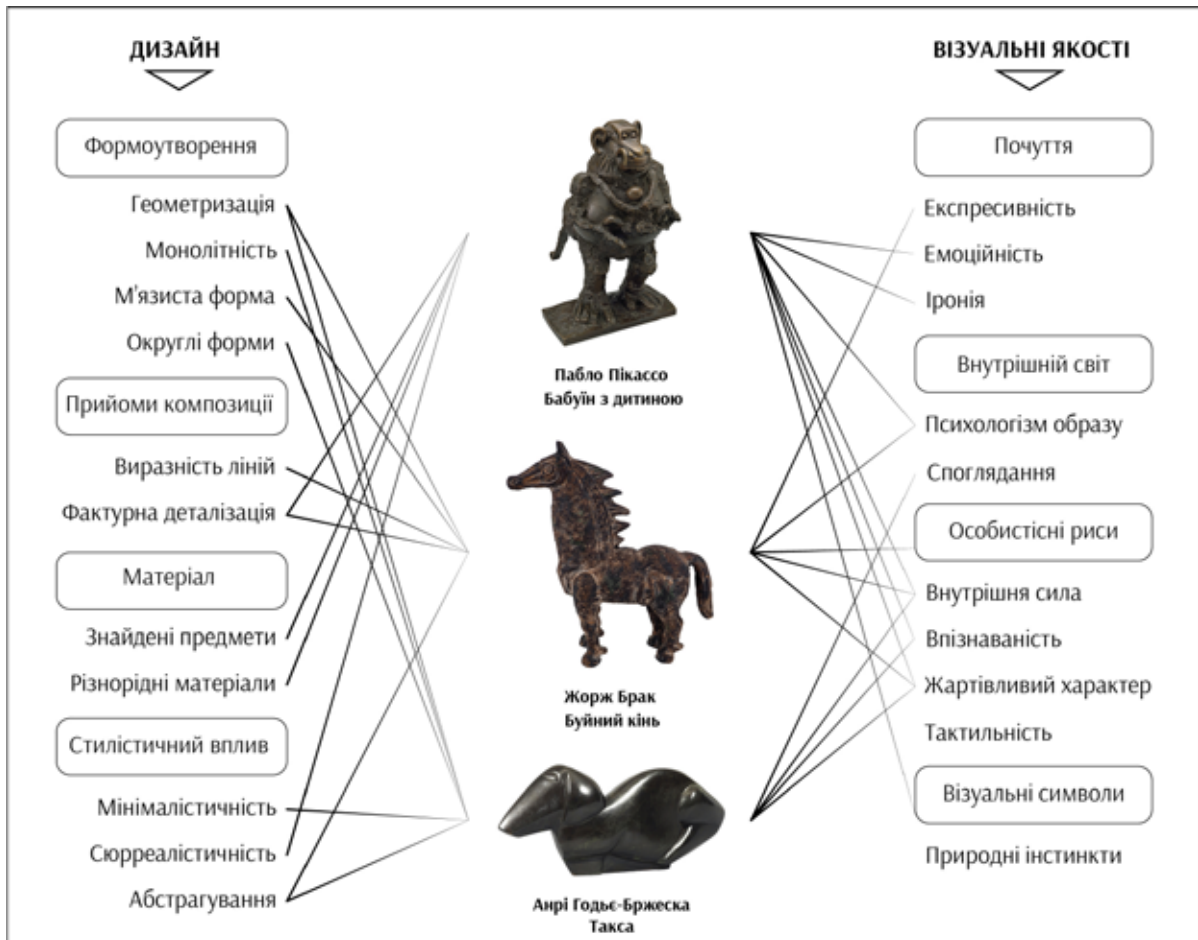 ДИЗАЙН
Формоутворення
Геометризація
Монолітність
М'язиста форма
Округлі форми
Прийоми композиції
Виразність ліній
Фактурна деталізація
Матеріал
Знайдені предмети
Різнорідні матеріали
Стилістичний вплив
Мінімалістичність
Сюрреалістичність
Абстрагування
Пабло Пікассо
Бабуїн з дитиною
Жорж Брак
Буйний кінь
Анрі Годьє-Бржеска
Такса
ВІЗУАЛЬНІ ЯКОСТІ
Почуття
Експресивність
Емоційність
Іронія
Внутрішній світ
Психологізм образу
Споглядання
Особистісні риси
Внутрішня сила
Впізнаваність
Жартівливий характер
Тактильність
Візуальні символи
Природні інстинкти